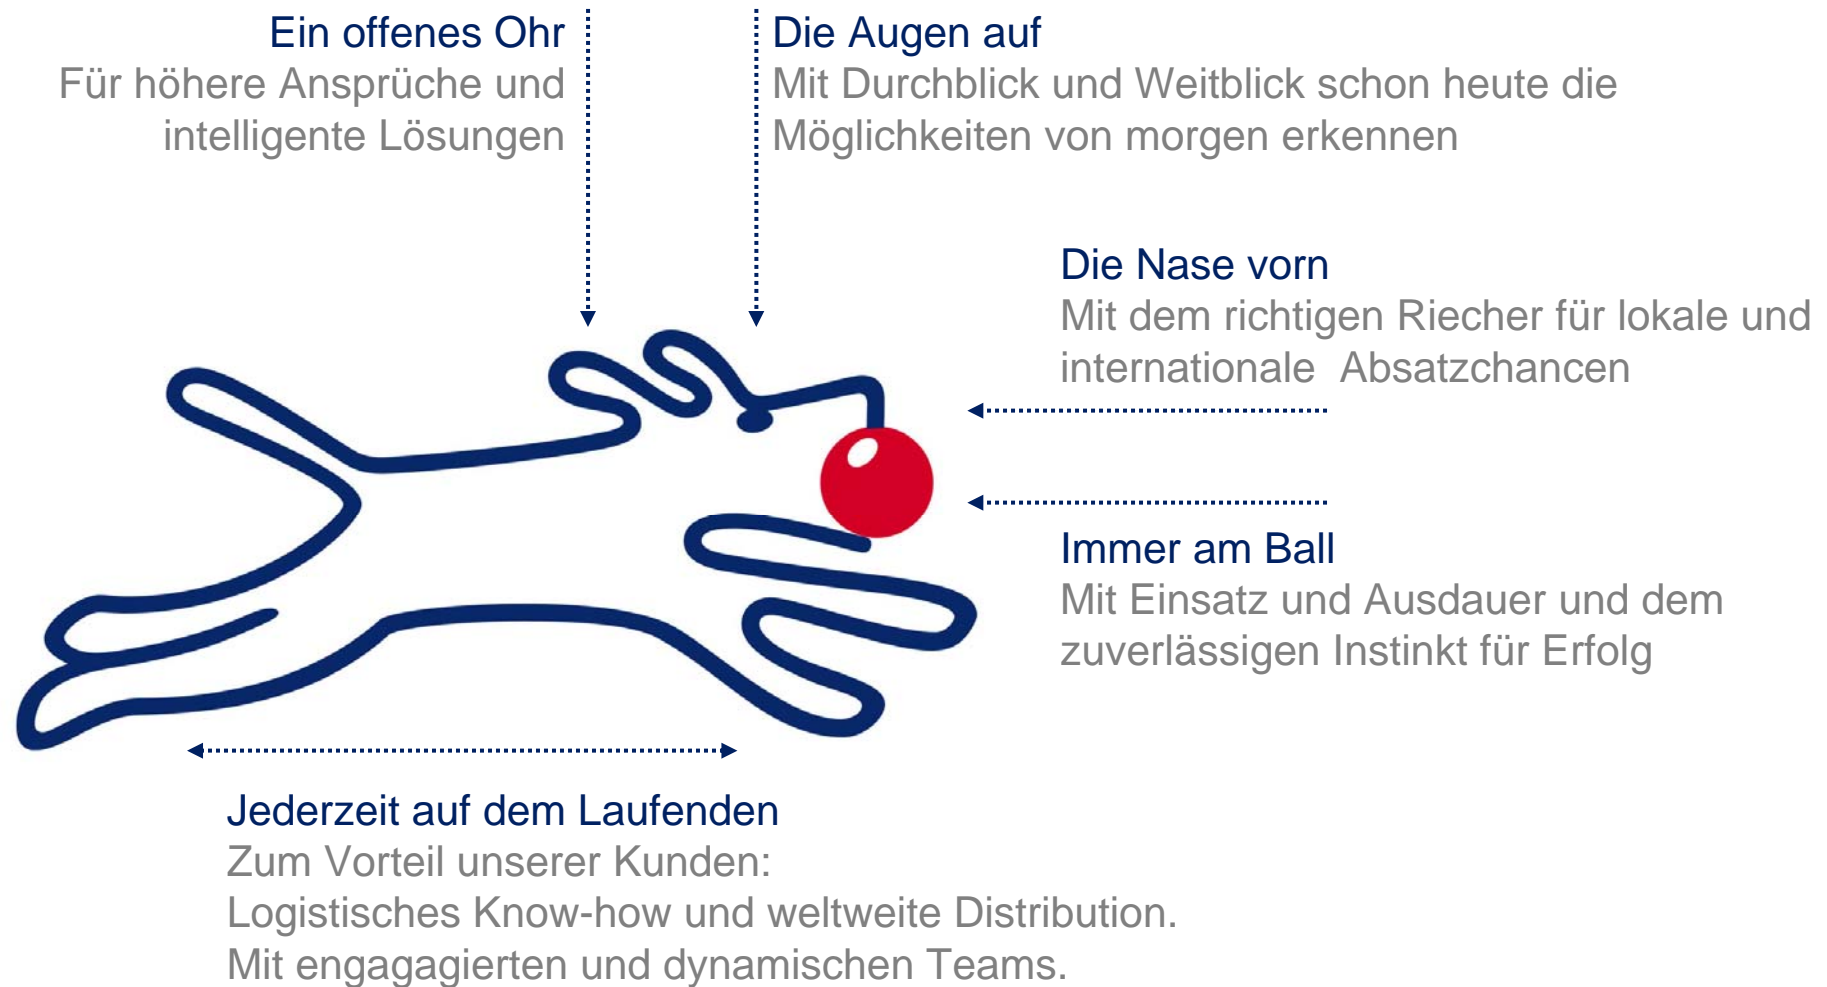 Ein offenes Ohr
Für höhere Ansprüche und
intelligente Lösungen
Die Augen auf
Mit Durchblick und Weitblick schon heute die
Möglichkeiten von morgen erkennen
Die Nase vorn
Mit dem richtigen Riecher für lokale und
internationale  Absatzchancen
Immer am Ball
Mit Einsatz und Ausdauer und dem
zuverlässigen Instinkt für Erfolg
Jederzeit auf dem Laufenden
Zum Vorteil unserer Kunden:
Logistisches Know-how und weltweite Distribution.
Mit engagagierten und dynamischen Teams.